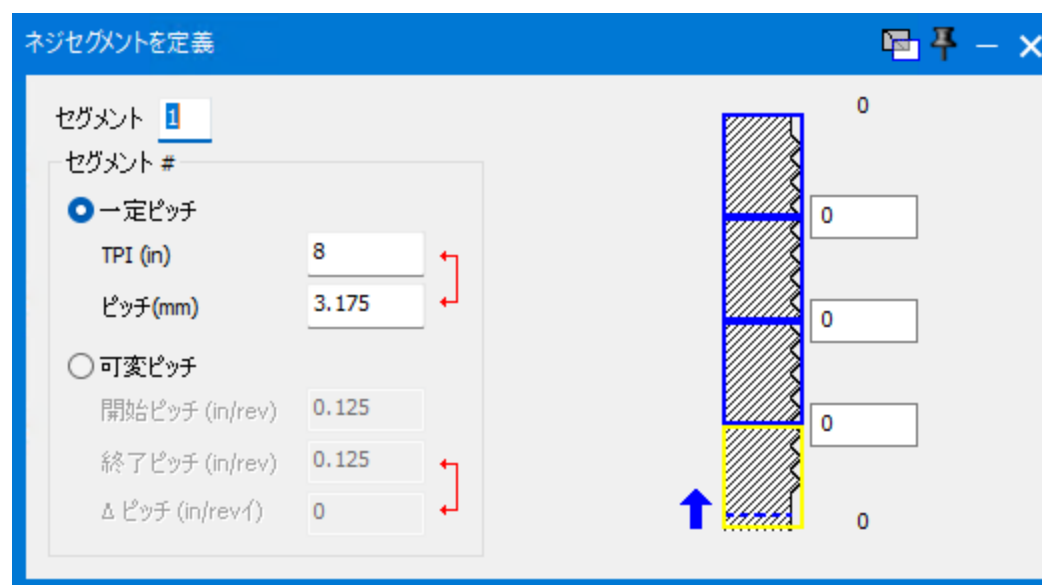 ネジセグメントを定義
セグメント 1
セグメント #
一定ピッチ
TPI (in) 8
ピッチ(mm) 3.175
可変ピッチ
開始ピッチ (in/rev) 0.125
終了ピッチ (in/rev) 0.125
Δ ピッチ (in/revイ) 0
0
0
0
0
0